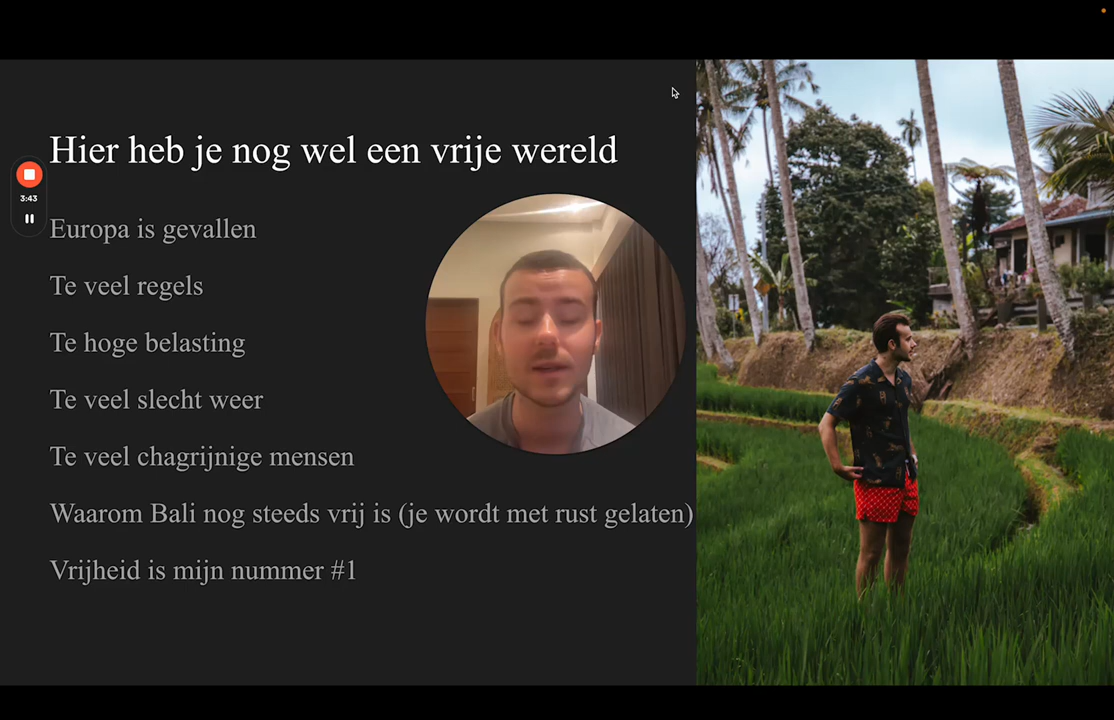 Hier heb je nog wel een vrije wereld
3:43
Europa is gevallen
Te veel regels
Te hoge belasting
Te veel slecht weer
Te veel chagrijnige mensen
Waarom Bali nog steeds vrij is (je wordt met rust gelaten)
Vrijheid is mijn nummer #1